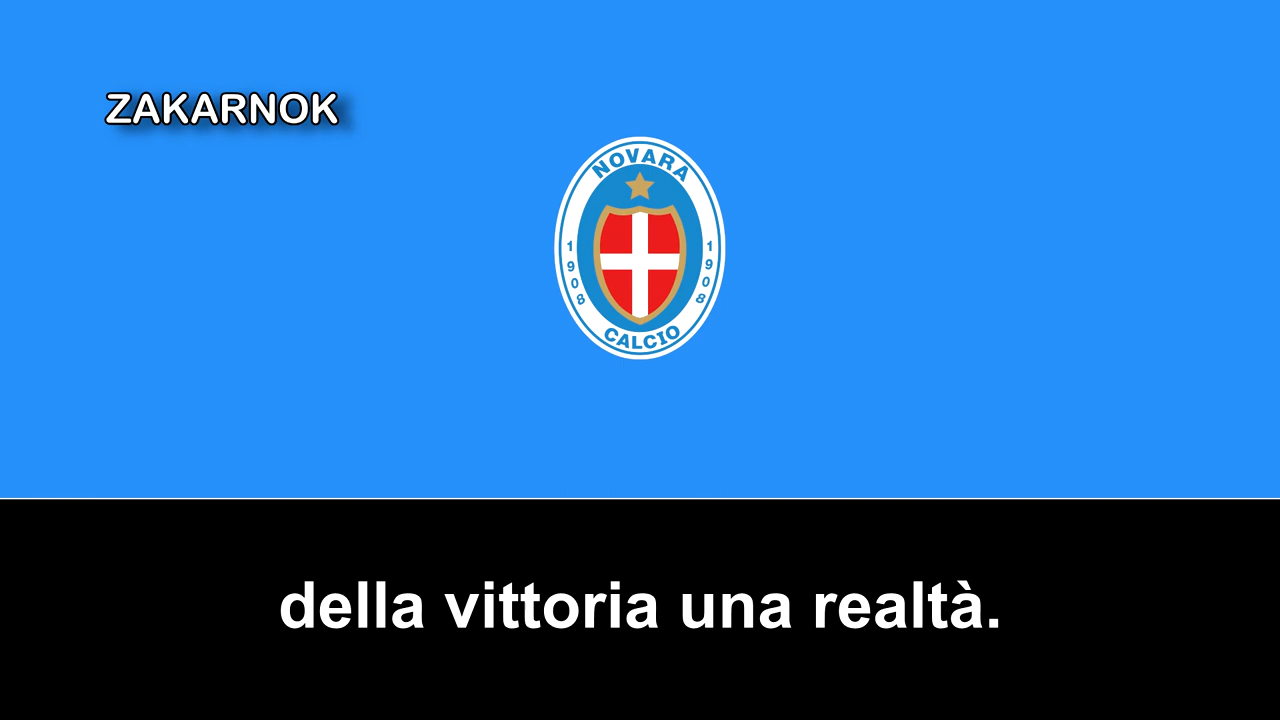 ZAKARNOK
NOVARA
1908 1908
CALCIO
della vittoria una realtà.